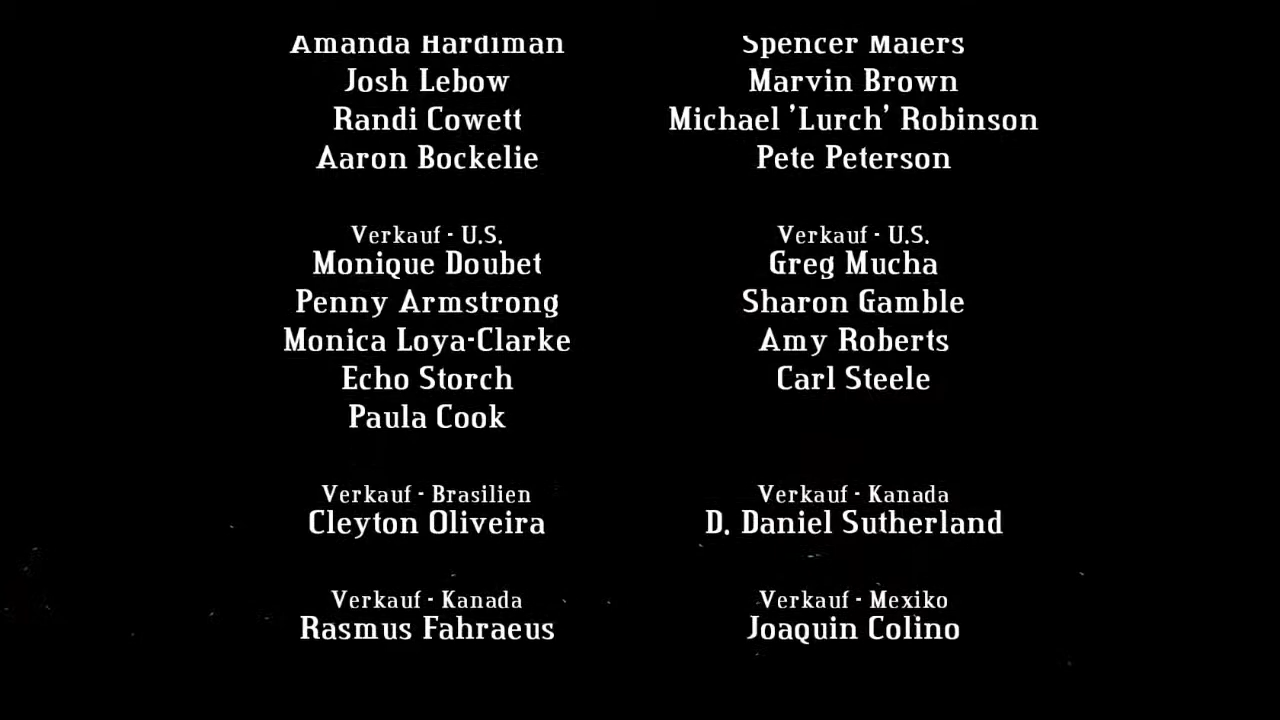 Amanda Hardiman
Josh Lebow
Randi Cowett
Aaron Bockelie
Spencer Maiers
Marvin Brown
Michael 'Lurch' Robinson
Pete Peterson
Verkauf - U.S.
Monique Doubet
Penny Armstrong
Monica Loya-Clarke
Echo Storch
Paula Cook
Verkauf - U.S.
Greg Mucha
Sharon Gamble
Amy Roberts
Carl Steele
Verkauf - Brasilien
Cleyton Oliveira
Verkauf - Kanada
D. Daniel Sutherland
Verkauf - Kanada
Rasmus Fahraeus
Verkauf - Mexiko
Joaquin Colino